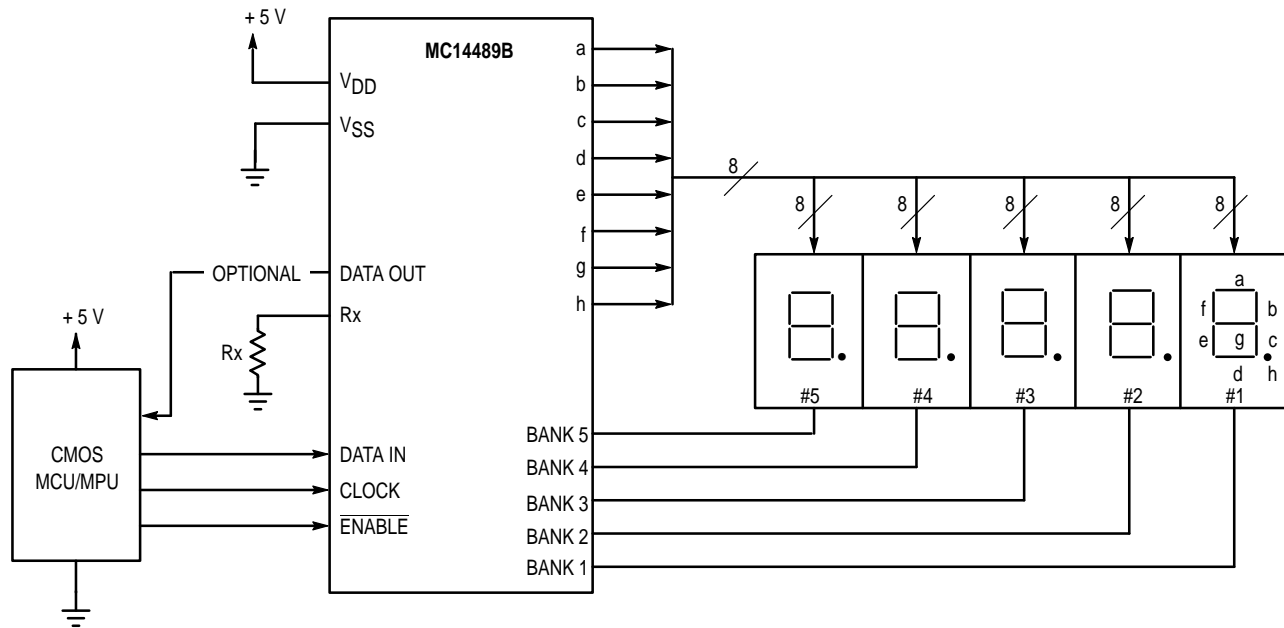 + 5 V
MC14489B
VDD
VSS
a
b
c
d
e
f
g
h
8
8
8
8
8
8
OPTIONAL
DATA OUT
Rx
Rx
+ 5 V
CMOS
MCU/MPU
DATA IN
CLOCK
ENABLE
BANK 5
BANK 4
BANK 3
BANK 2
BANK 1
a
f
b
e
g
c
d
h
#5
#4
#3
#2
#1